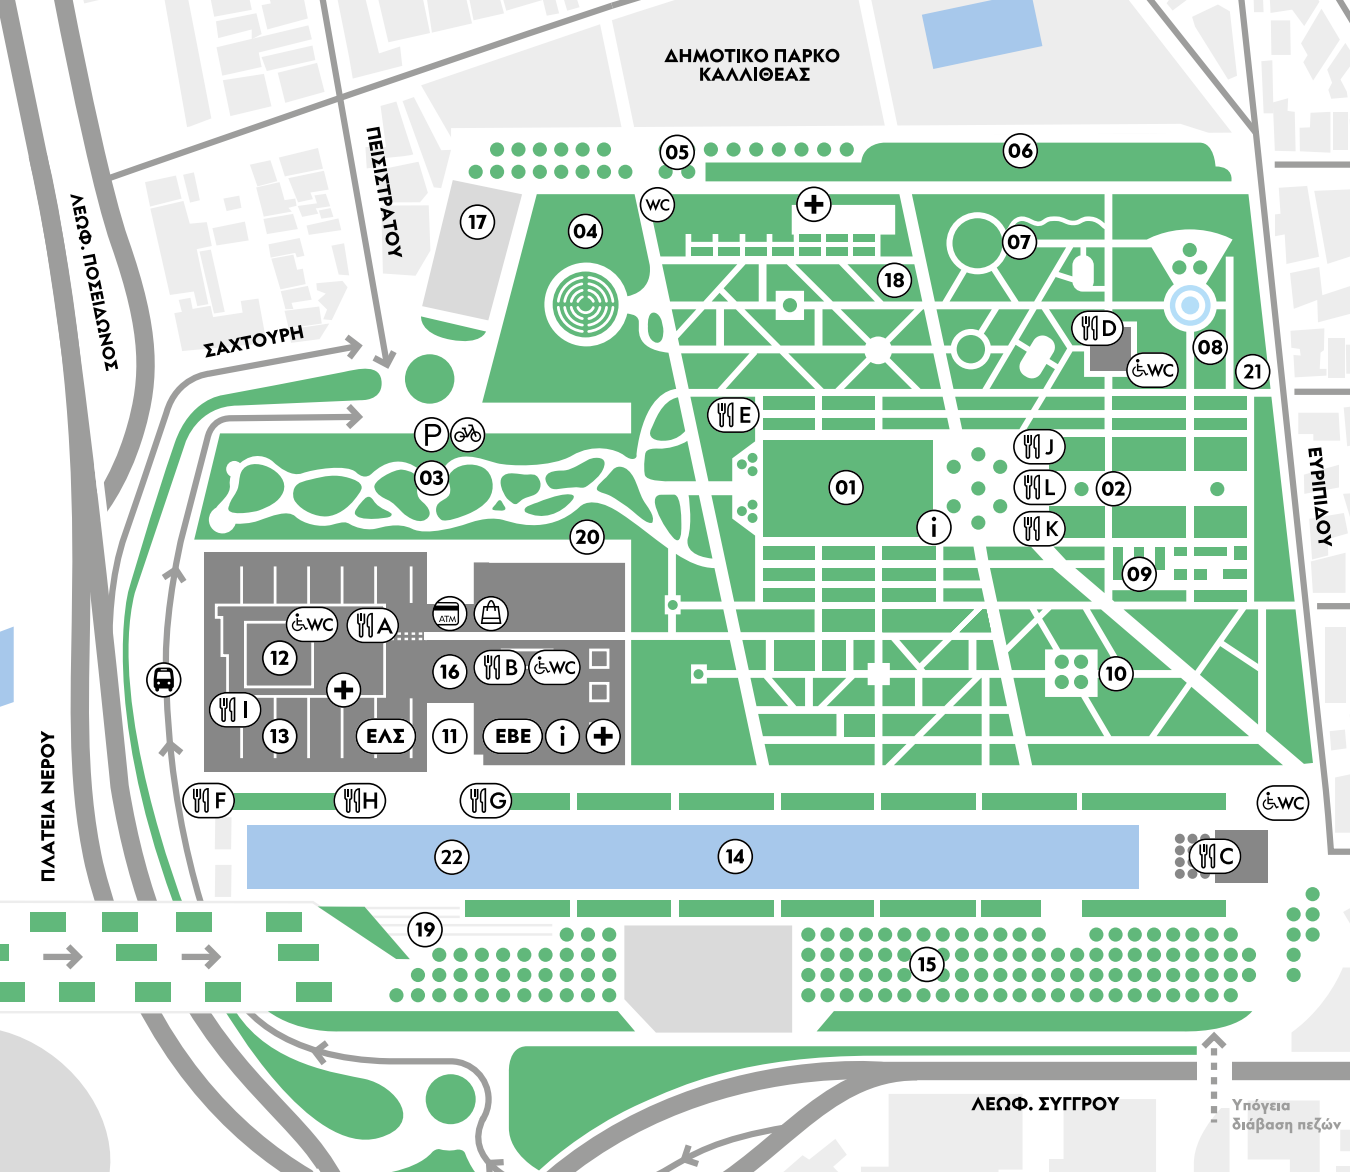 ΔΗΜΟΤΙΚΟ ΠΑΡΚΟ
ΚΑΛΛΙΘΕΑΣ
ΠΕΙΣΙΣΤΡΑΤΟΥ
ΛΕΩΦ. ΠΟΣΕΙΔΩΝΟΣ
ΣΑΧΤΟΥΡΗ
05
06
WC
17
04
07
18
D
08
WC
21
E
P
03
J
01
L
02
K
i
ΕΥΡΙΠΙΔΟΥ
20
09
ATM
WC
A
12
16
B
WC
10
I
13
ΕΛΣ
11
ΕΒΕ
i
ΠΛΑΤΕΙΑ ΝΕΡΟΥ
F
H
G
WC
22
14
C
19
15
ΛΕΩΦ. ΣΥΓΓΡΟΥ
Υπόγεια
διάβαση πεζών